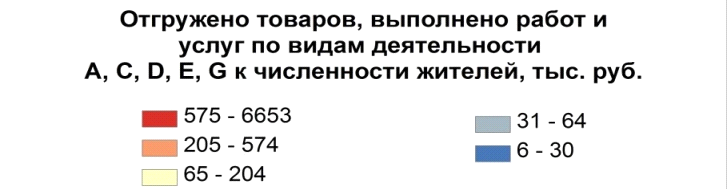 Отгружено товаров, выполнено работ и
услуг по видам деятельности
A, C, D, E, G к численности жителей, тыс. руб.
575 - 6653
205 - 574
65 - 204
31 - 64
6 - 30